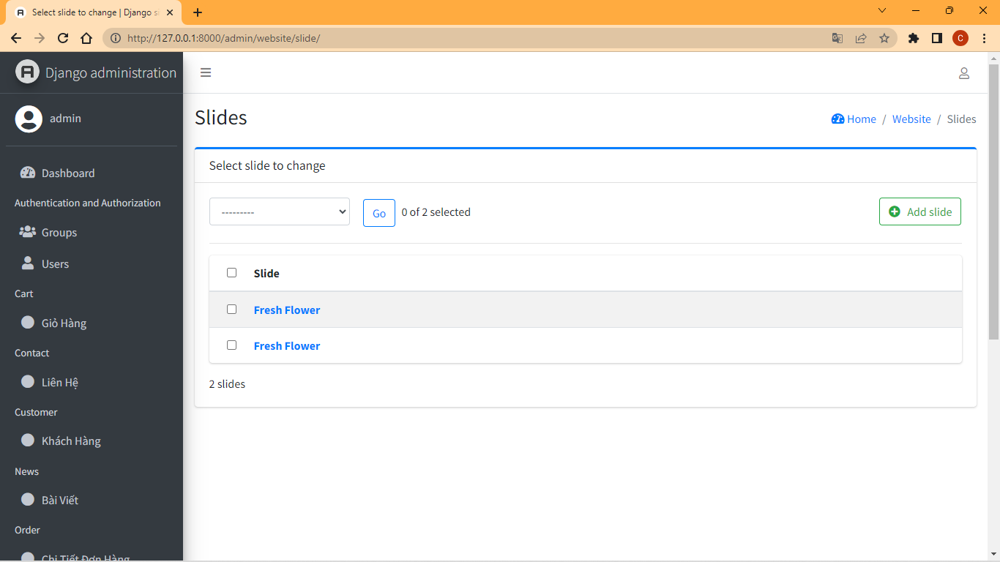 Select slide to change | Django si
http://127.0.0.1:8000/admin/website/slide/
C
Django administration
admin
Dashboard
Authentication and Authorization
Groups
Users
Cart
Giỏ Hàng
Contact
Liên Hệ
Customer
Khách Hàng
News
Bài Viết
Order
Chi Tiết Đơn Hàng
Slides
Home / Website / Slides
Select slide to change
---------
Go
0 of 2 selected
Add slide
Slide
Fresh Flower
Fresh Flower
2 slides